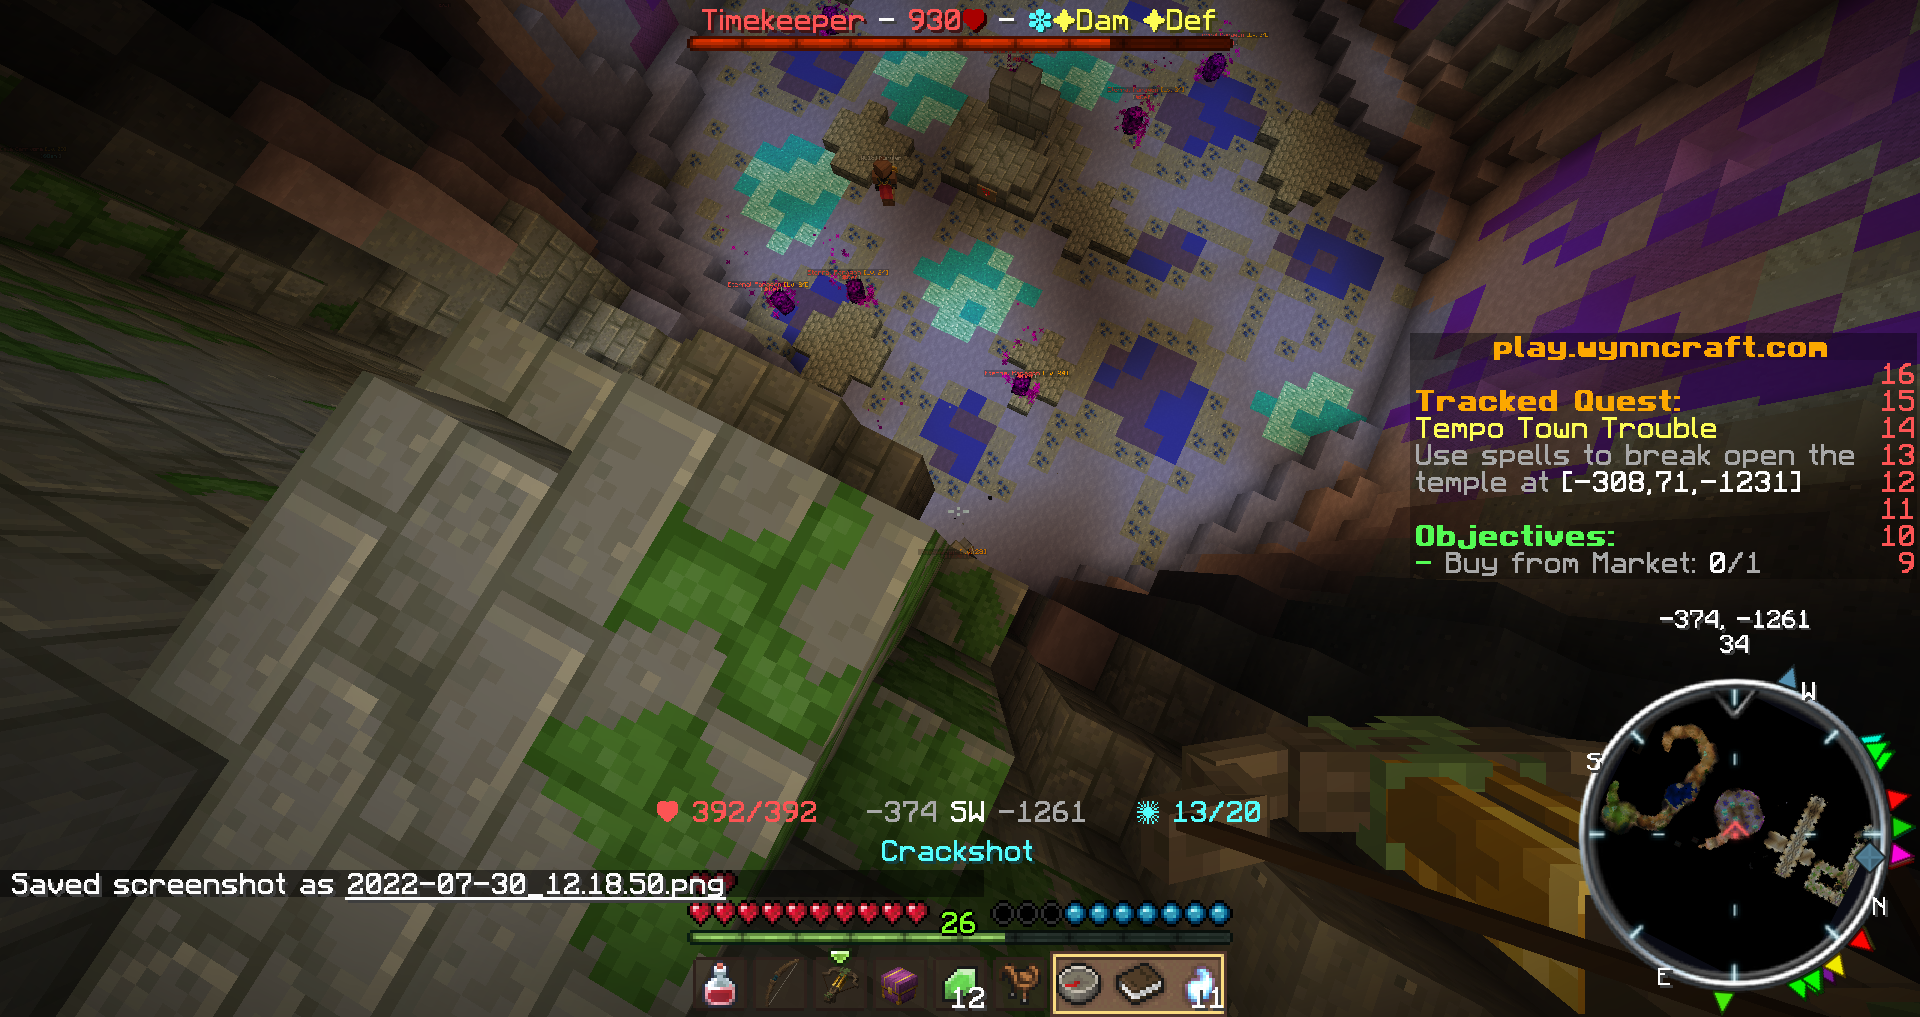 Timekeeper - 930 - Dam Def
play.wynncraft.com
16
Tracked Quest: 15
Tempo Town Trouble 14
Use spells to break open the 13
temple at [-308,71,-1231] 12
11
Objectives: 10
- Buy from Market: 0/1 9
-374, -1261
34
W
S
N
E
392/392 -374 SW -1261 13/20
Crackshot
Saved screenshot as 2022-07-30_12.18.50.png
26
12
11